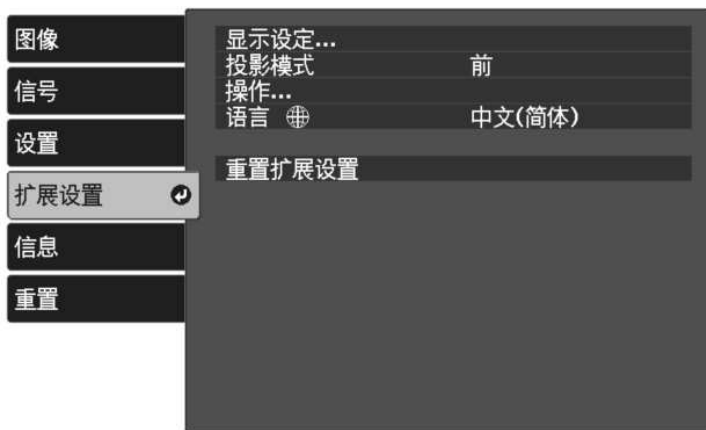 图像
信号
设置
扩展设置
信息
重置
显示设定...
投影模式 前
操作...
语言 中文(简体)
重置扩展设置